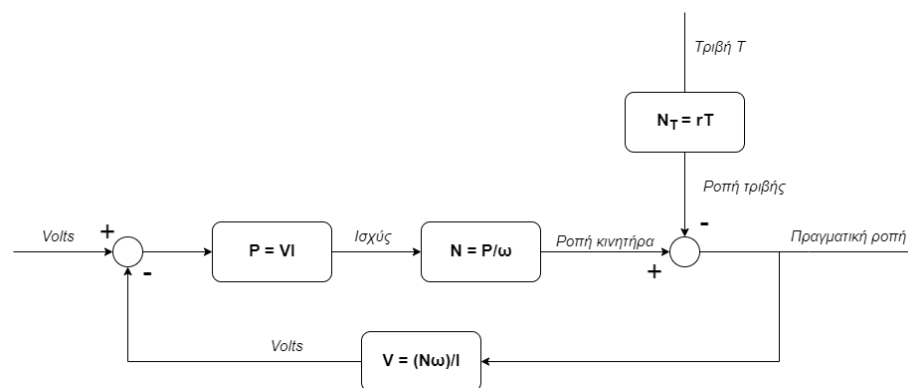 Τριβή Τ
N_T = rT
Ροπή τριβής
-
Volts
+
-
P = VI
Ισχύς
N = P/ω
Ροπή κινητήρα
+
Πραγματική ροπή
Volts
V = (Nω)/I